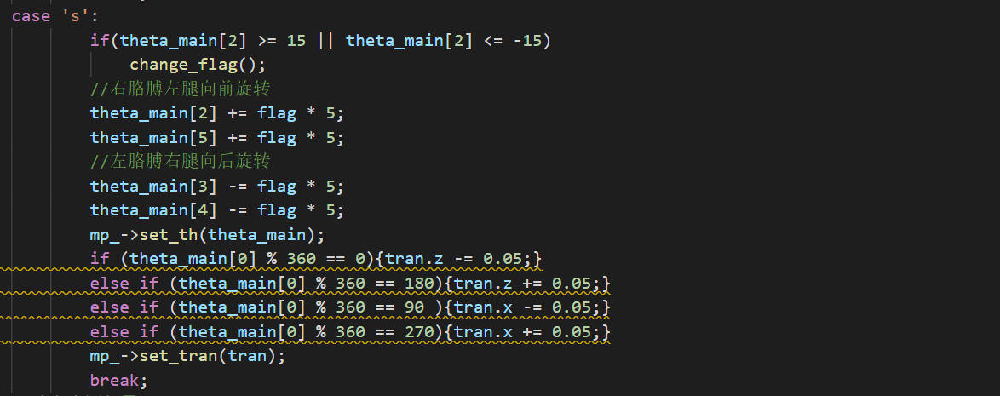 case 's':
if(theta_main[2] >= 15 || theta_main[2] <= -15)
change_flag();
//右胳膊左腿向前旋转
theta_main[2] += flag * 5;
theta_main[5] += flag * 5;
//左胳膊右腿向后旋转
theta_main[3] -= flag * 5;
theta_main[4] -= flag * 5;
mp_->set_th(theta_main);
if (theta_main[0] % 360 == 0){tran.z -= 0.05;}
else if (theta_main[0] % 360 == 180){tran.z += 0.05;}
else if (theta_main[0] % 360 == 90 ){tran.x -= 0.05;}
else if (theta_main[0] % 360 == 270){tran.x += 0.05;}
mp_->set_tran(tran);
break;